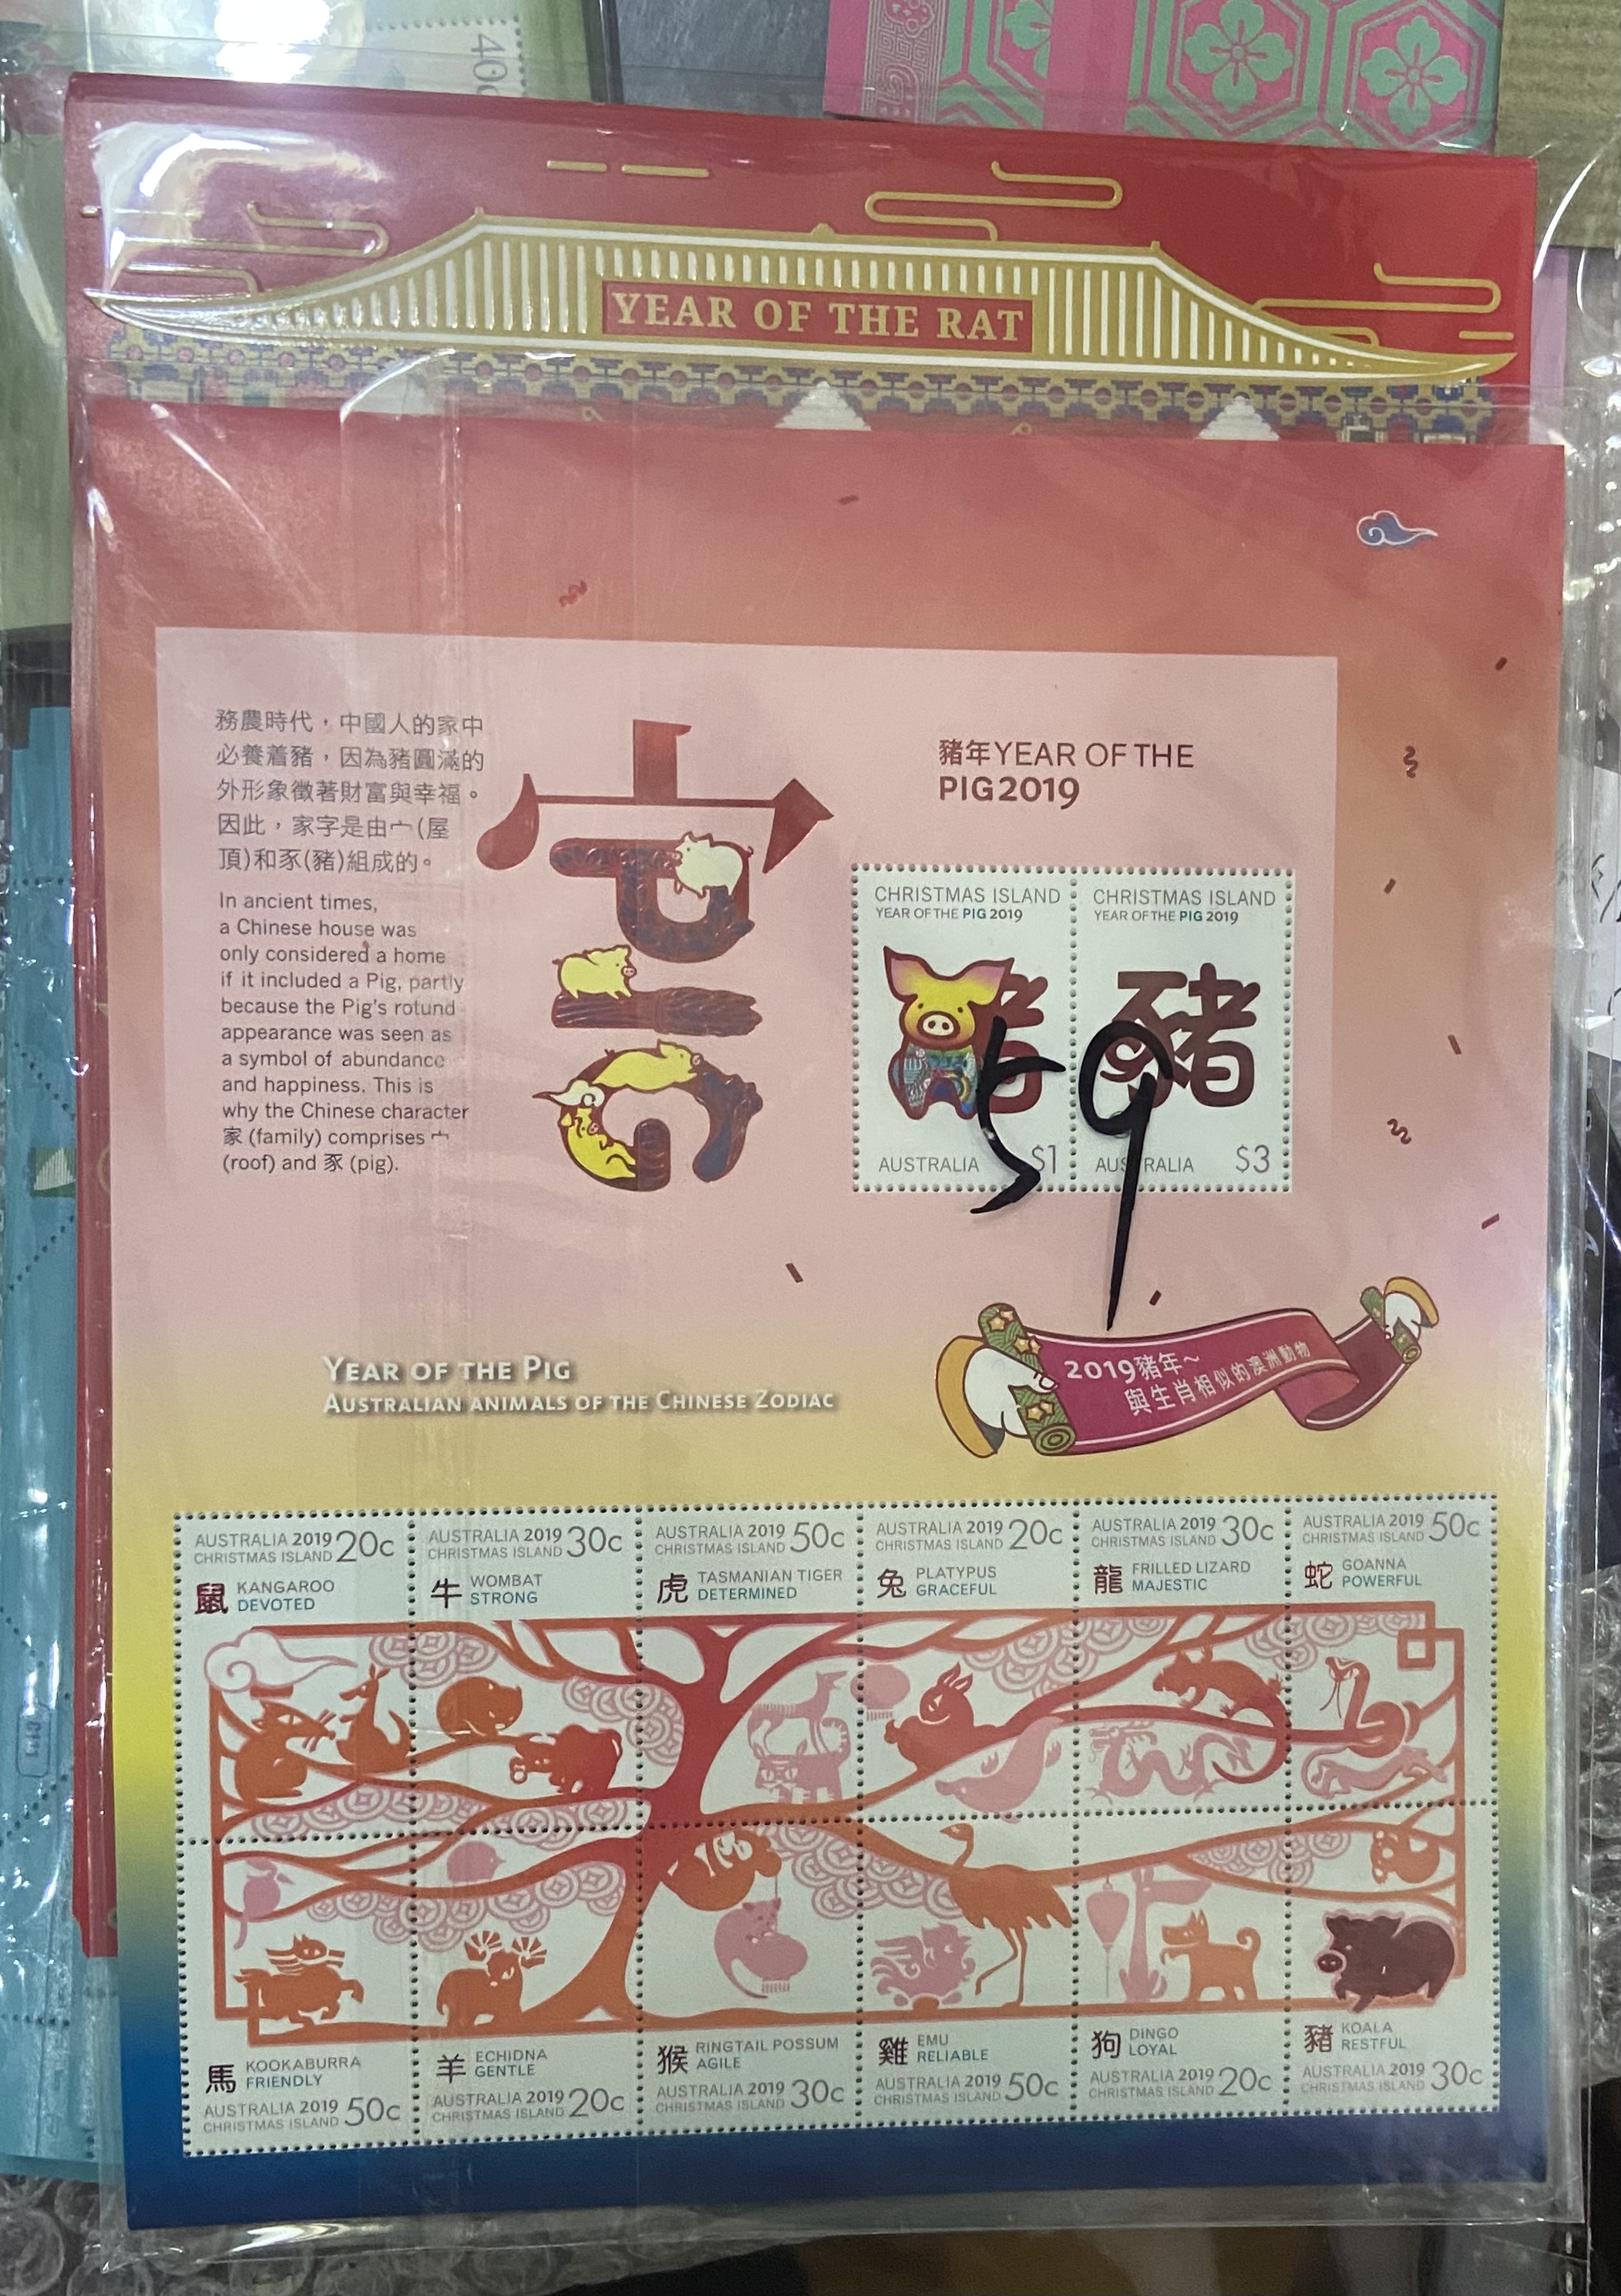 40c
YEAR OF THE RAT
務農時代，中國人的家中
必養着豬，因為豬圓滿的
外形象徵著財富與幸福。
因此，家字是由宀(屋
頂)和豕(豬)組成的。
In ancient times,
a Chinese house was
only considered a home
if it included a Pig, partly
because the Pig's rotund
appearance was seen as
a symbol of abundance
and happiness. This is
why the Chinese character
家 (family) comprises 宀
(roof) and 豕 (pig).
PIG
豬年YEAR OF THE
PIG2019
CHRISTMAS ISLAND
YEAR OF THE PIG 2019
豬
AUSTRALIA $1
CHRISTMAS ISLAND
YEAR OF THE PIG 2019
豬
AUSTRALIA $3
59
YEAR OF THE PIG
AUSTRALIAN ANIMALS OF THE CHINESE ZODIAC
2019豬年~
與生肖相似的澳洲動物
AUSTRALIA 2019 20c
CHRISTMAS ISLAND
鼠 KANGAROO
DEVOTED
AUSTRALIA 2019 30c
CHRISTMAS ISLAND
牛 WOMBAT
STRONG
AUSTRALIA 2019 50c
CHRISTMAS ISLAND
虎 TASMANIAN TIGER
DETERMINED
AUSTRALIA 2019 20c
CHRISTMAS ISLAND
兔 PLATYPUS
GRACEFUL
AUSTRALIA 2019 30c
CHRISTMAS ISLAND
龍 FRILLED LIZARD
MAJESTIC
AUSTRALIA 2019 50c
CHRISTMAS ISLAND
蛇 GOANNA
POWERFUL
馬 KOOKABURRA
FRIENDLY
AUSTRALIA 2019 50c
CHRISTMAS ISLAND
羊 ECHIDNA
GENTLE
AUSTRALIA 2019 20c
CHRISTMAS ISLAND
猴 RINGTAIL POSSUM
AGILE
AUSTRALIA 2019 30c
CHRISTMAS ISLAND
雞 EMU
RELIABLE
AUSTRALIA 2019 50c
CHRISTMAS ISLAND
狗 DINGO
LOYAL
AUSTRALIA 2019 20c
CHRISTMAS ISLAND
豬 KOALA
RESTFUL
AUSTRALIA 2019 30c
CHRISTMAS ISLAND